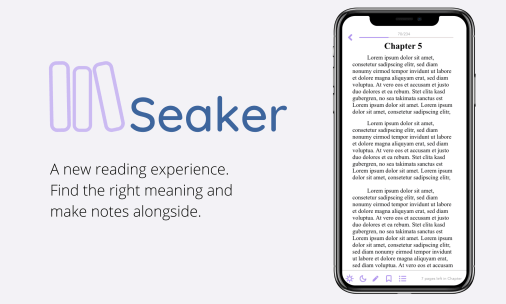 Seaker
A new reading experience.
Find the right meaning and
make notes alongside.
Chapter 5
Lorem ipsum dolor sit amet,
consetetur sadipscing elitr, sed diam
nonumy eirmod tempor invidunt ut labore
et dolore magna aliquyam erat, sed diam
voluptua. At vero eos et accusam et justo
duo dolores et ea rebum. Stet clita kasd
gubergren, no sea takimata sanctus est
Lorem ipsum dolor sit amet. Lorem ipsum
dolor sit amet, consetetur sadipscing elitr,
Lorem ipsum dolor sit amet,
consetetur sadipscing elitr, sed diam
nonumy eirmod tempor invidunt ut labore
et dolore magna aliquyam erat, sed diam
voluptua. At vero eos et accusam et justo
duo dolores et ea rebum. Stet clita kasd
gubergren, no sea takimata sanctus est
Lorem ipsum dolor sit amet. Lorem ipsum
dolor sit amet, consetetur sadipscing elitr,
Lorem ipsum dolor sit amet,
consetetur sadipscing elitr, sed diam
nonumy eirmod tempor invidunt ut labore
et dolore magna aliquyam erat, sed diam
voluptua. At vero eos et accusam et justo
duo dolores et ea rebum. Stet clita kasd
gubergren, no sea takimata sanctus est
Lorem ipsum dolor sit amet. Lorem ipsum
dolor sit amet, consetetur sadipscing elitr,
sed diam nonumy eirmod tempor invidunt
ut labore et dolore magna aliquyam erat,
sed diam voluptua. At vero eos et accusam